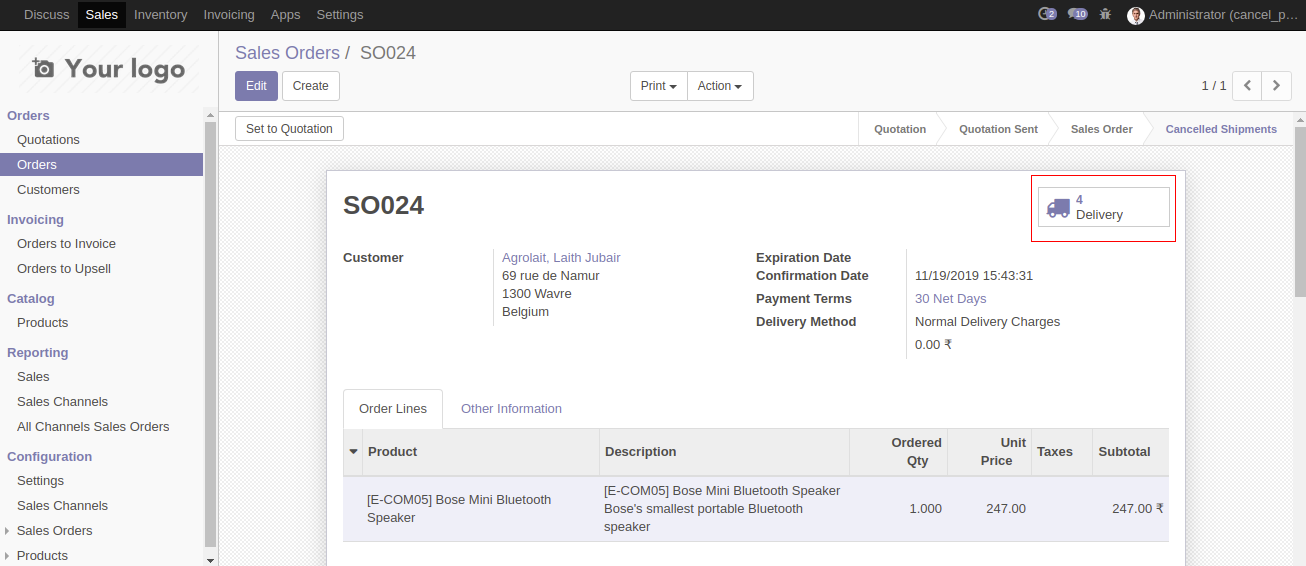 Discuss Sales Inventory Invoicing Apps Settings 2 10 Administrator (cancel_p…
Your logo
Orders
Quotations
Orders
Customers
Invoicing
Orders to Invoice
Orders to Upsell
Catalog
Products
Reporting
Sales
Sales Channels
All Channels Sales Orders
Configuration
Settings
Sales Channels
Sales Orders
Products
Sales Orders / SO024
Edit Create Print Action 1 / 1
Set to Quotation Quotation Quotation Sent Sales Order Cancelled Shipments
4
Delivery
SO024
Customer
Agrolait, Laith Jubair
69 rue de Namur
1300 Wavre
Belgium
Expiration Date
Confirmation Date 11/19/2019 15:43:31
Payment Terms 30 Net Days
Delivery Method Normal Delivery Charges
0.00 ₹
Order Lines Other Information
Product Description Ordered Qty Unit Price Taxes Subtotal
[E-COM05] Bose Mini Bluetooth
Speaker
[E-COM05] Bose Mini Bluetooth Speaker
Bose's smallest portable Bluetooth
speaker
1.000 247.00 247.00 ₹